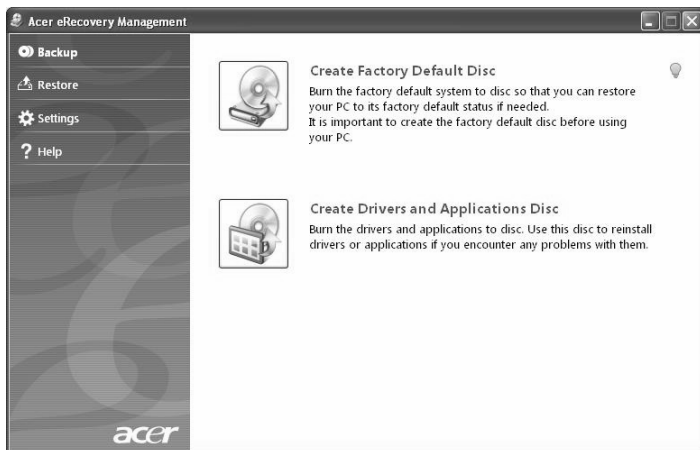 Acer eRecovery Management
Backup
Restore
Settings
? Help
Create Factory Default Disc
Burn the factory default system to disc so that you can restore
your PC to its factory default status if needed.
It is important to create the factory default disc before using
your PC.
Create Drivers and Applications Disc
Burn the drivers and applications to disc. Use this disc to reinstall
drivers or applications if you encounter any problems with them.
acer